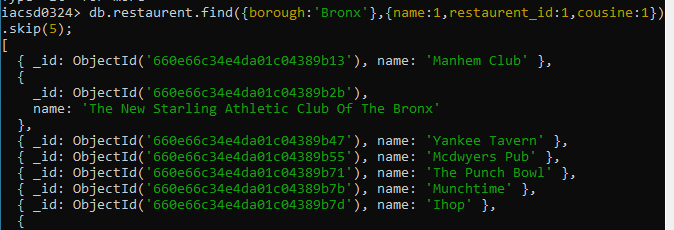 iacsd0324> db.restaurent.find({borough:'Bronx'},{name:1,restaurent_id:1,cousine:1})
.skip(5);
[
  { _id: ObjectId('660e66c34e4da01c04389b13'), name: 'Manhem Club' },
  {
    _id: ObjectId('660e66c34e4da01c04389b2b'),
    name: 'The New Starling Athletic Club Of The Bronx'
  },
  { _id: ObjectId('660e66c34e4da01c04389b47'), name: 'Yankee Tavern' },
  { _id: ObjectId('660e66c34e4da01c04389b55'), name: 'Mcdwyers Pub' },
  { _id: ObjectId('660e66c34e4da01c04389b71'), name: 'The Punch Bowl' },
  { _id: ObjectId('660e66c34e4da01c04389b7b'), name: 'Munchtime' },
  { _id: ObjectId('660e66c34e4da01c04389b7d'), name: 'Ihop' },
  {